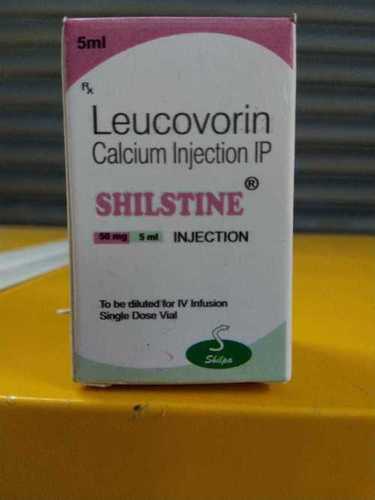 5ml
Rx
Leucovorin
Calcium Injection IP
SHILSTINE®
50 mg 5 ml INJECTION
To be diluted for IV Infusion
Single Dose Vial
Shilpa